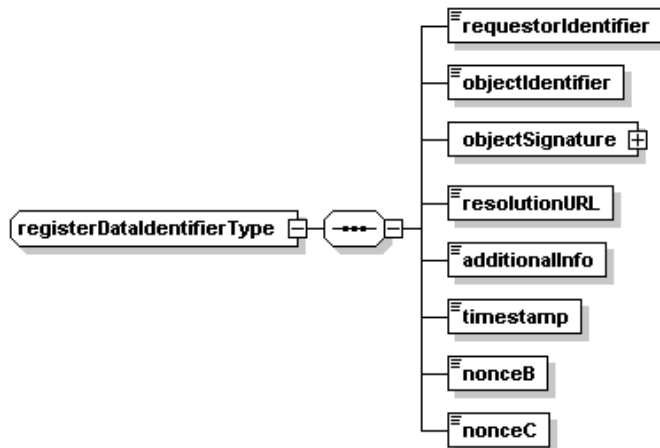 requestorIdentifier
objectIdentifier
objectSignature
registerDataIdentifierType
resolutionURL
additionalInfo
timestamp
nonceB
nonceC